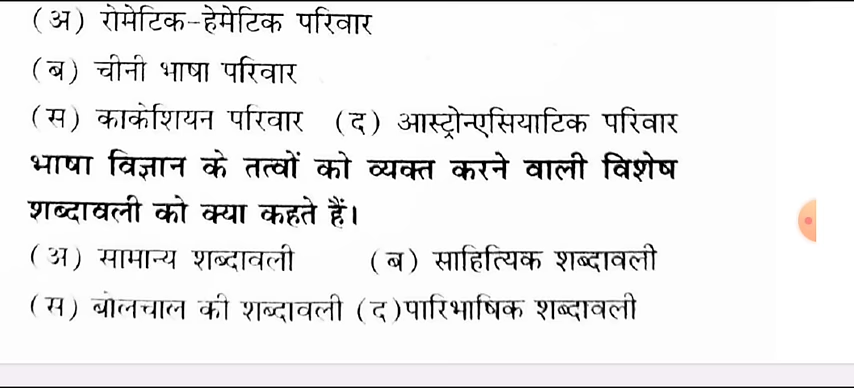 (अ) रोमेटिक-हेमेटिक परिवार
(ब) चीनी भाषा परिवार
(स) काकेशियन परिवार (द) आस्ट्रोन्एसियाटिक परिवार
भाषा विज्ञान के तत्वों को व्यक्त करने वाली विशेष
शब्दावली को क्या कहते हैं।
(अ) सामान्य शब्दावली (ब) साहित्यिक शब्दावली
(स) बोलचाल की शब्दावली (द)पारिभाषिक शब्दावली